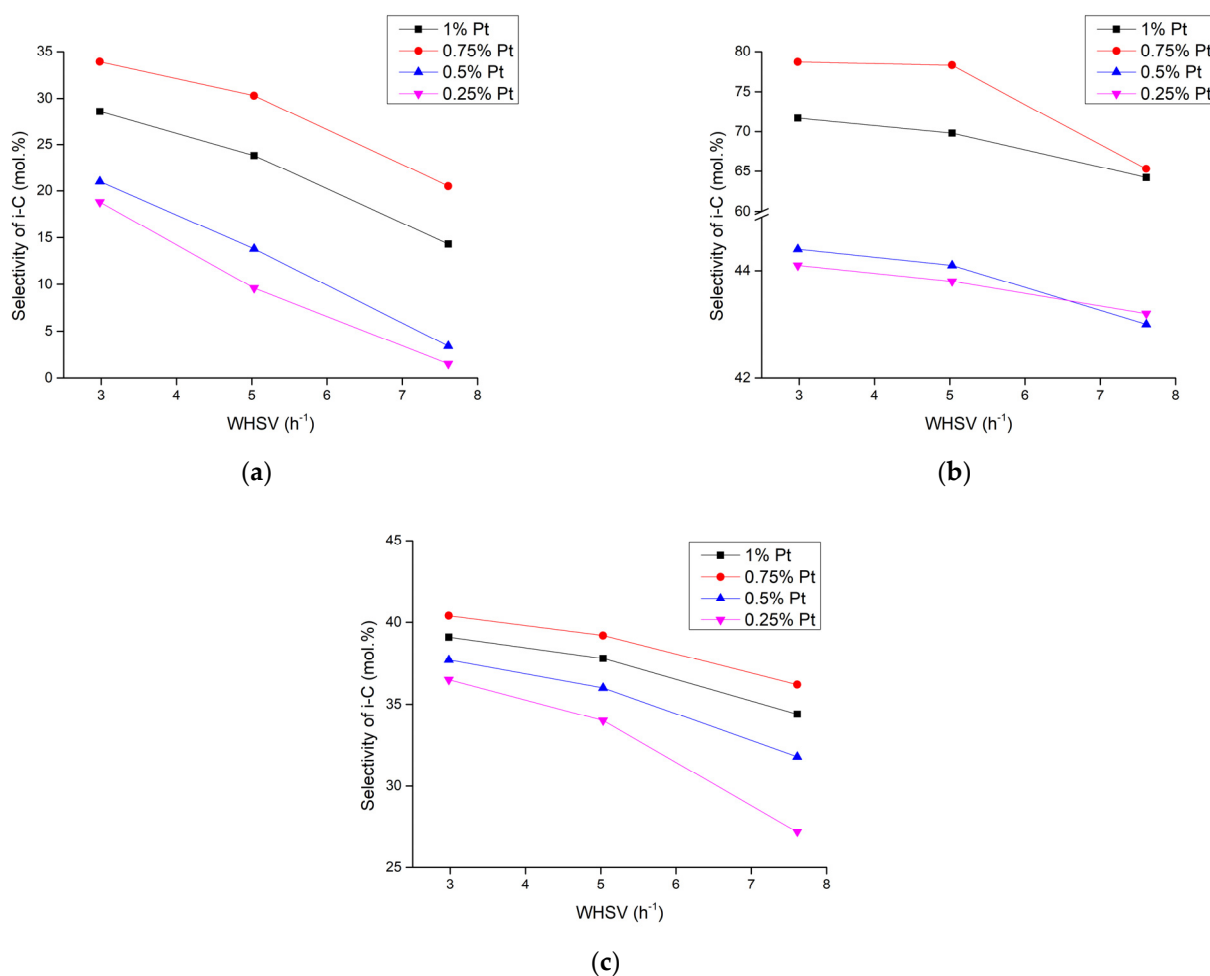 1% Pt
0.75% Pt
0.5% Pt
0.25% Pt
35
30
25
20
15
10
5
0
Selectivity of i-C (mol.%)
3 4 5 6 7 8
WHSV (h⁻¹)
(a)
1% Pt
0.75% Pt
0.5% Pt
0.25% Pt
80
75
70
65
60
44
42
Selectivity of i-C (mol.%)
3 4 5 6 7 8
WHSV (h⁻¹)
(b)
1% Pt
0.75% Pt
0.5% Pt
0.25% Pt
45
40
35
30
25
Selectivity of i-C (mol.%)
3 4 5 6 7 8
WHSV (h⁻¹)
(c)